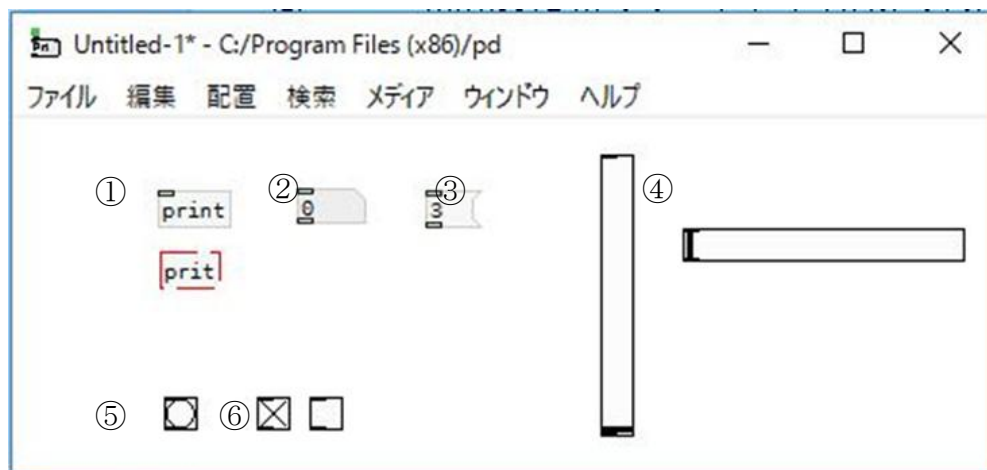 Untitled-1* - C:/Program Files (x86)/pd
ファイル 編集 配置 検索 メディア ウィンドウ ヘルプ
① print ② 0 ③ 3 ④
prit
⑤ ⑥